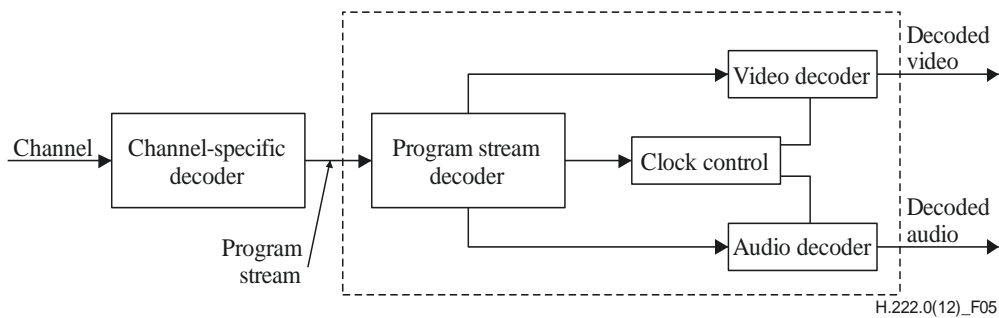 Decoded
video
Video decoder
Channel
Channel-specific
decoder
Program stream
decoder
Clock control
Program
stream
Decoded
audio
Audio decoder
H.222.0(12)_F05